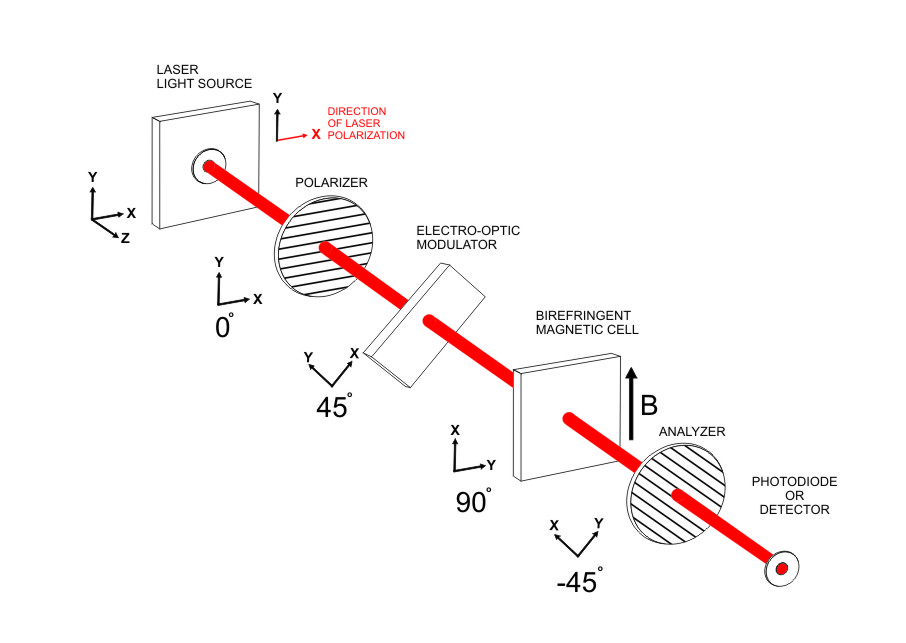 LASER
LIGHT SOURCE
Y
X
DIRECTION
OF LASER
POLARIZATION
Y
X
Z
POLARIZER
Y
X
0°
ELECTRO-OPTIC
MODULATOR
Y
X
45°
BIREFRINGENT
MAGNETIC CELL
B
X
Y
90°
ANALYZER
PHOTODIODE
OR
DETECTOR
X
Y
-45°